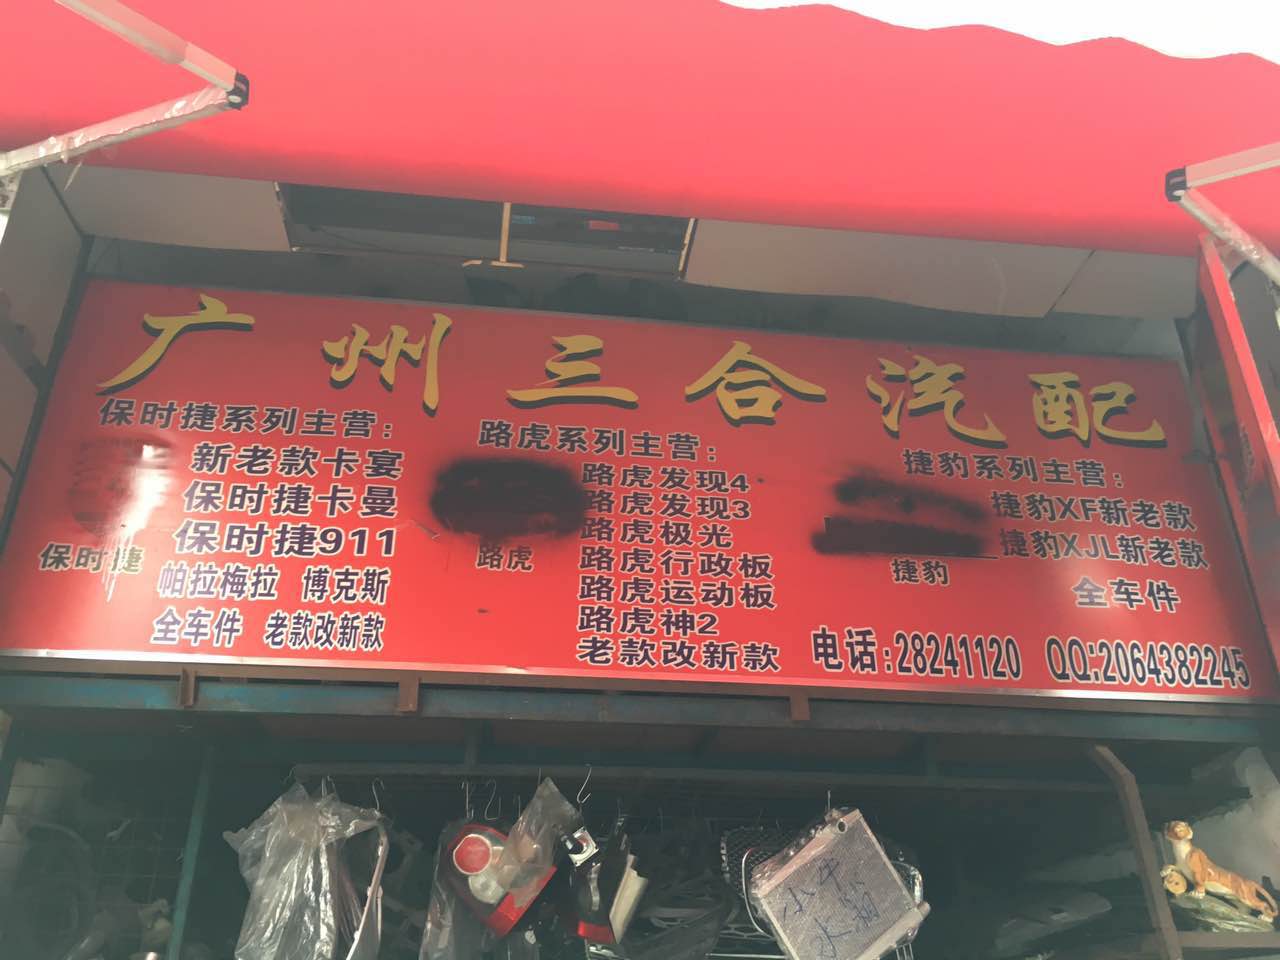 广州三合汽配
保时捷系列主营：
新老款卡宴
保时捷卡曼
保时捷911
保时捷
帕拉梅拉 博克斯
全车件 老款改新款
路虎系列主营：
路虎发现4
路虎发现3
路虎极光
路虎
路虎行政板
路虎运动板
路虎神2
老款改新款
捷豹系列主营：
捷豹XF新老款
捷豹XJL新老款
捷豹
全车件
电话：28241120 QQ:2064382245
小牛
水箱